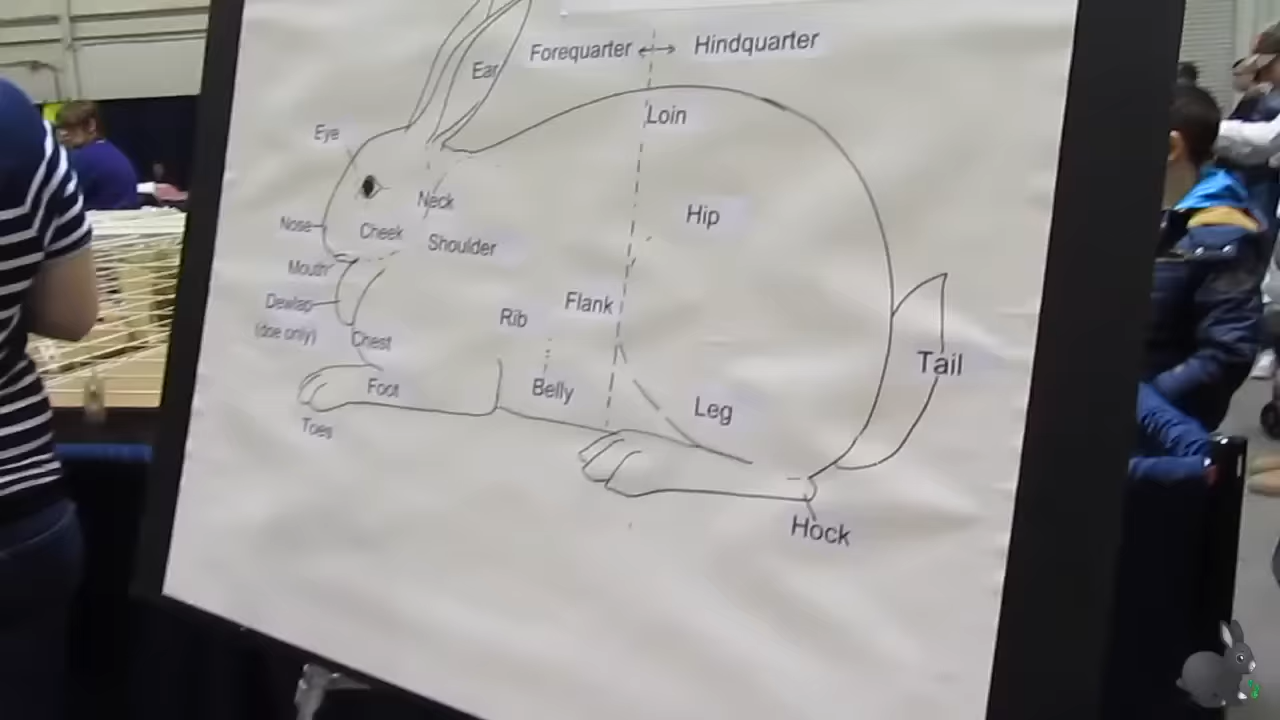 Forequarter ↔ Hindquarter
Ear
Loin
Eye
Neck
Hip
Nose
Cheek
Shoulder
Mouth
Dewlap
(doe only)
Flank
Rib
Chest
Tail
Foot
Belly
Leg
Toes
Hock